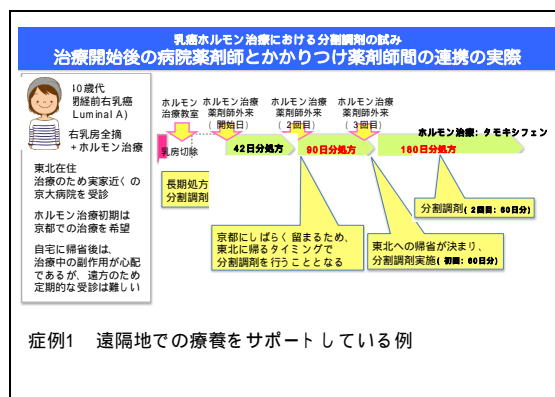 乳癌ホルモン治療における分割調剤の試み
治療開始後の病院薬剤師とかかりつけ薬剤師間の連携の実際
40歳代
閉経前右乳癌
(Luminal A)
右乳房全摘
+ホルモン治療
東北在住
治療のため実家近くの
京大病院を受診
ホルモン治療初期は
京都での治療を希望
自宅に帰省後は、
治療中の副作用が心配
であるが、遠方のため
定期的な受診は難しい
ホルモン
治療教室
ホルモン治療
薬剤師外来
(開始日)
ホルモン治療
薬剤師外来
(2回目)
ホルモン治療
薬剤師外来
(3回目)
ホルモン治療: タモキシフェン
乳房切除
42日分処方
90日分処方
180日分処方
長期処方
分割調剤
京都にしばらく留まるため、
東北に帰るタイミングで
分割調剤を行うこととなる
東北への帰省が決まり、
分割調剤実施(初回: 60日分)
分割調剤(2回目: 60日分)
症例1 遠隔地での療養をサポートしている例